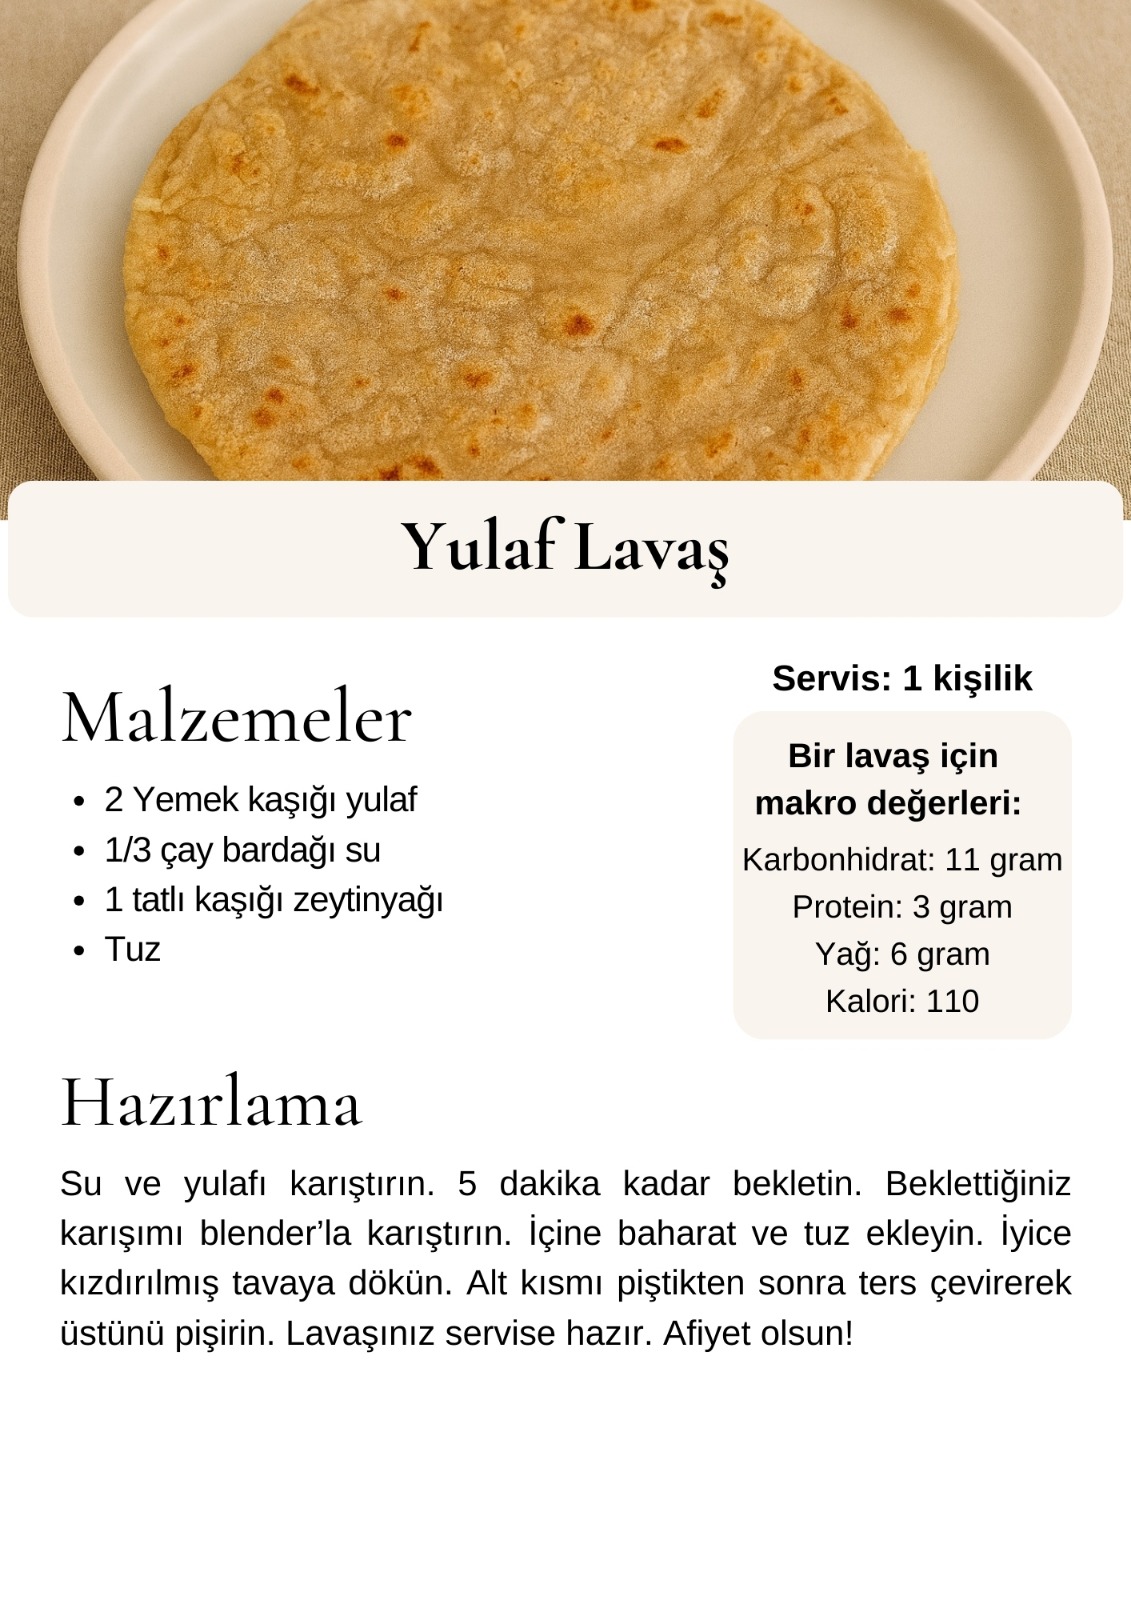 Yulaf Lavaş
Malzemeler
• 2 Yemek kaşığı yulaf
• 1/3 çay bardağı su
• 1 tatlı kaşığı zeytinyağı
• Tuz
Servis: 1 kişilik
Bir lavaş için
makro değerleri:
Karbonhidrat: 11 gram
Protein: 3 gram
Yağ: 6 gram
Kalori: 110
Hazırlama
Su ve yulafı karıştırın. 5 dakika kadar bekletin. Beklettiğiniz
karışımı blender’la karıştırın. İçine baharat ve tuz ekleyin. İyice
kızdırılmış tavaya dökün. Alt kısmı piştikten sonra ters çevirerek
üstünü pişirin. Lavaşınız servise hazır. Afiyet olsun!